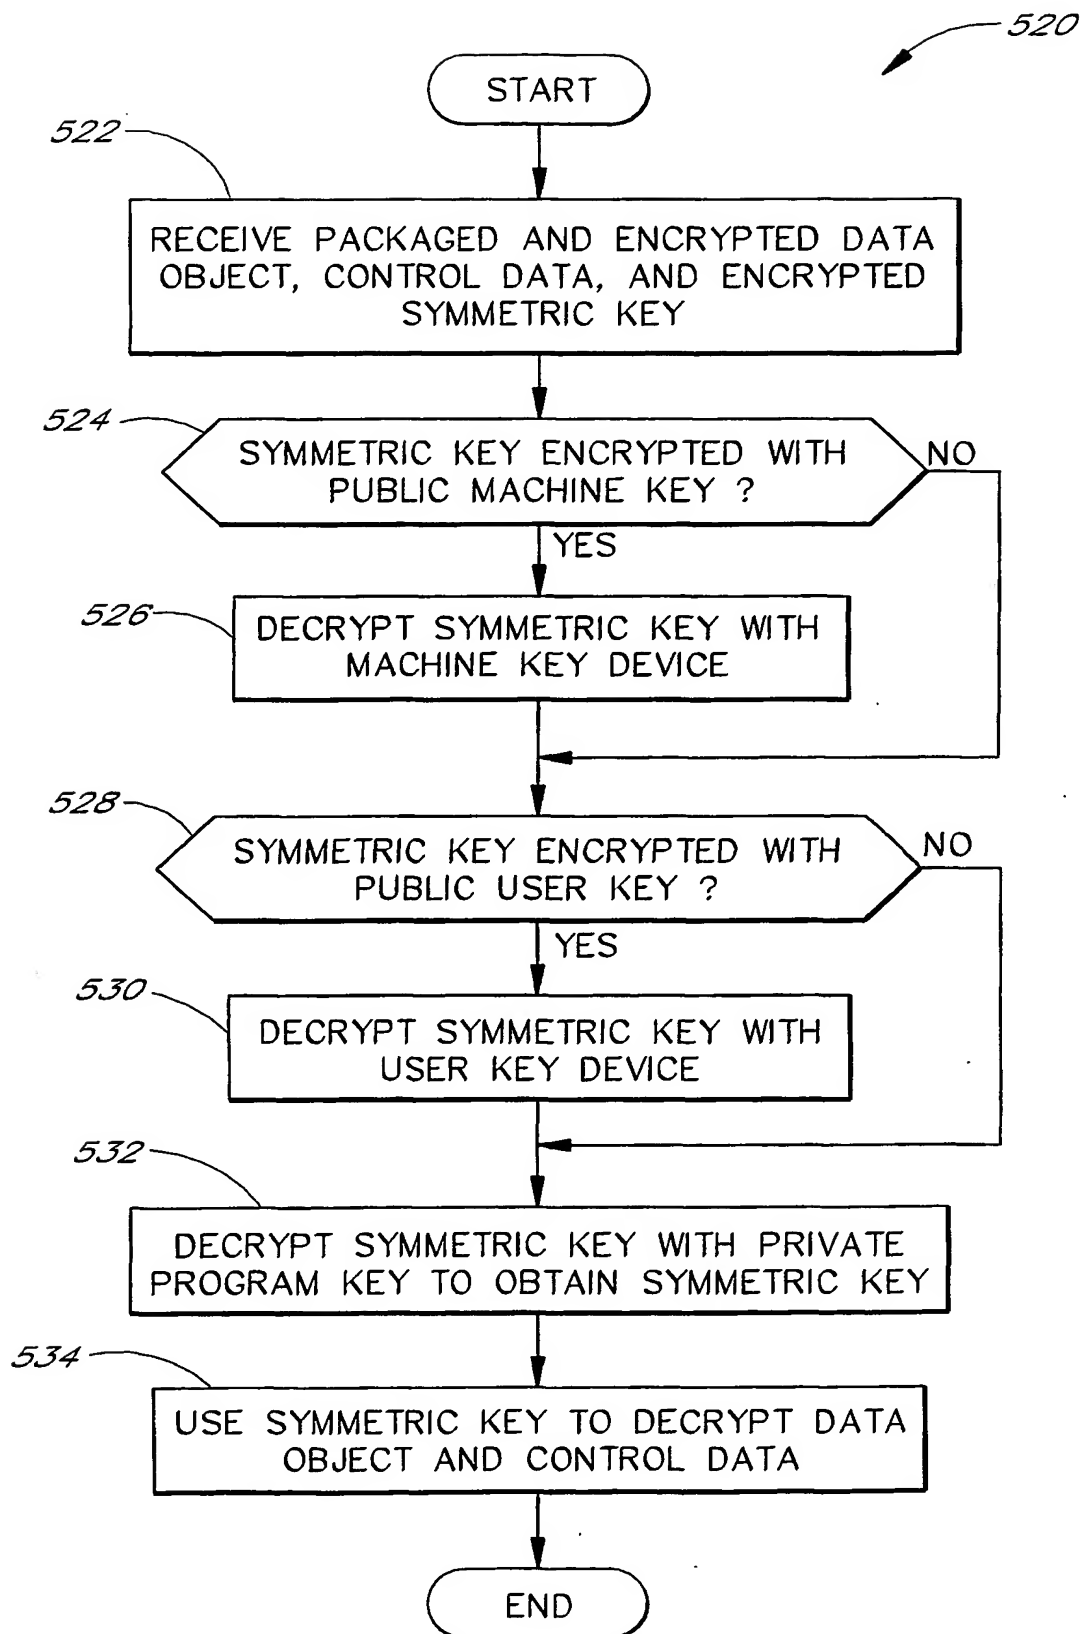 520
START
522
RECEIVE PACKAGED AND ENCRYPTED DATA
OBJECT, CONTROL DATA, AND ENCRYPTED
SYMMETRIC KEY
524
SYMMETRIC KEY ENCRYPTED WITH
PUBLIC MACHINE KEY ?
NO
YES
526
DECRYPT SYMMETRIC KEY WITH
MACHINE KEY DEVICE
528
SYMMETRIC KEY ENCRYPTED WITH
PUBLIC USER KEY ?
NO
YES
530
DECRYPT SYMMETRIC KEY WITH
USER KEY DEVICE
532
DECRYPT SYMMETRIC KEY WITH PRIVATE
PROGRAM KEY TO OBTAIN SYMMETRIC KEY
534
USE SYMMETRIC KEY TO DECRYPT DATA
OBJECT AND CONTROL DATA
END